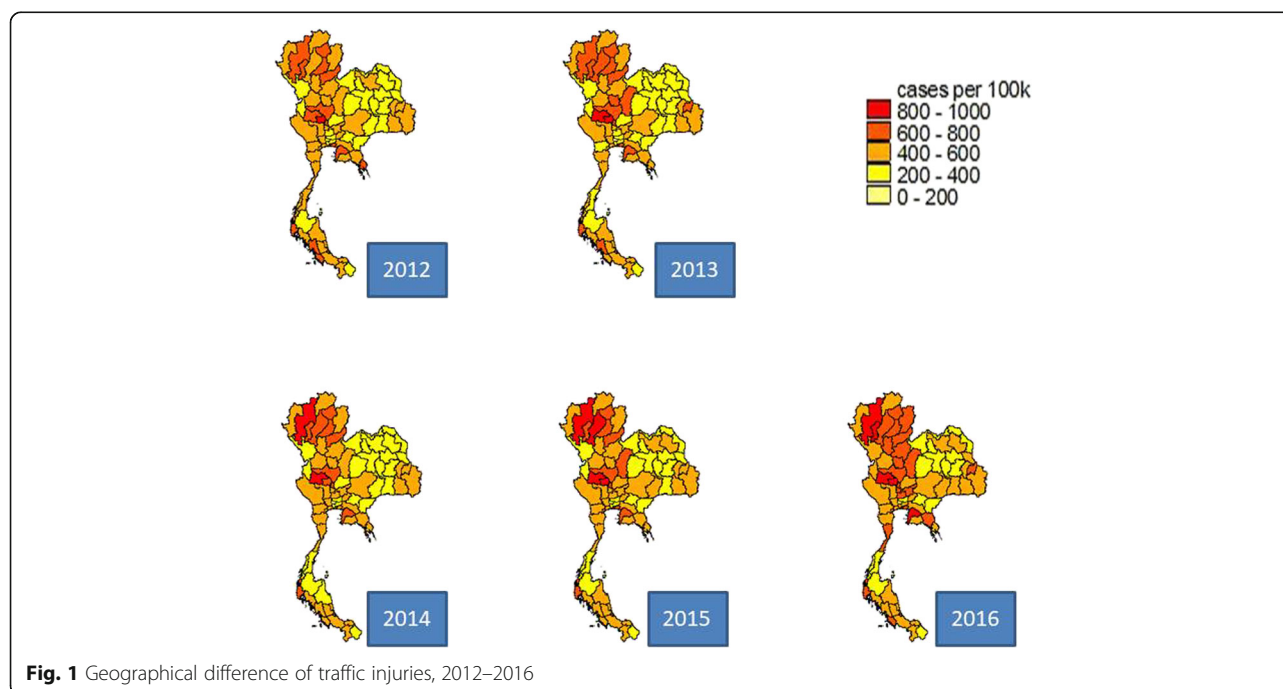 cases per 100k
800 - 1000
600 - 800
400 - 600
200 - 400
0 - 200
2012
2013
2014
2015
2016
Fig. 1 Geographical difference of traffic injuries, 2012–2016